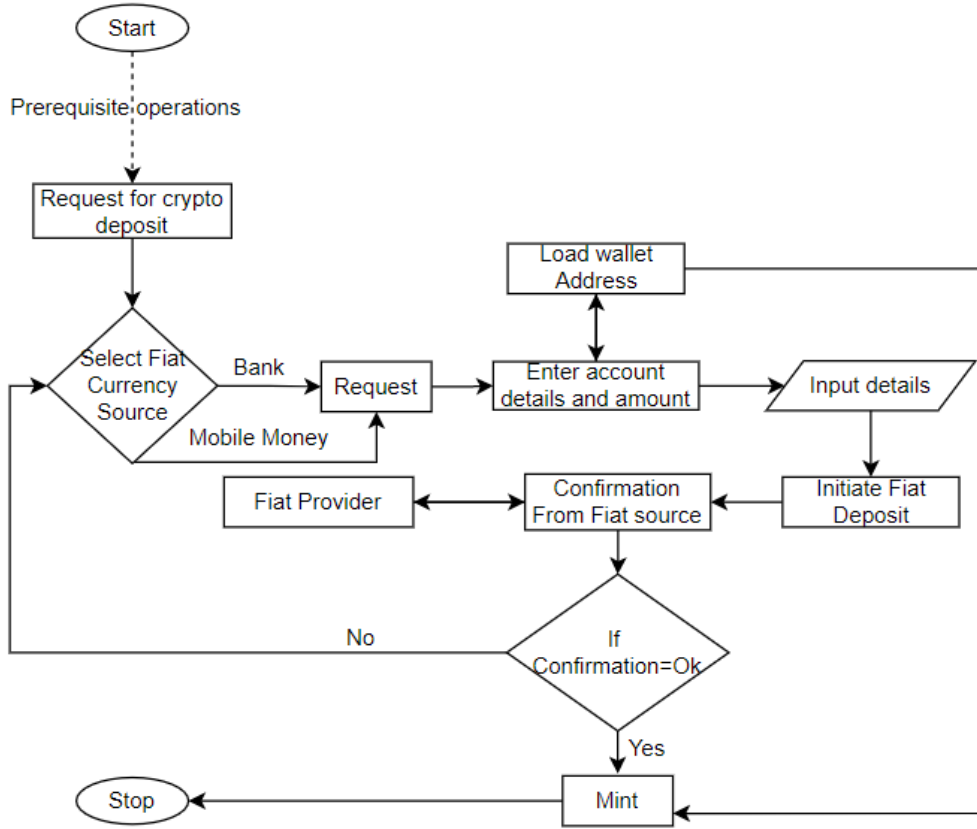 Start
Prerequisite operations
Request for crypto
deposit
Load wallet
Address
Select Fiat
Currency
Source
Bank
Mobile Money
Request
Enter account
details and amount
Input details
Fiat Provider
Confirmation
From Fiat source
Initiate Fiat
Deposit
No
If
Confirmation=Ok
Yes
Stop
Mint